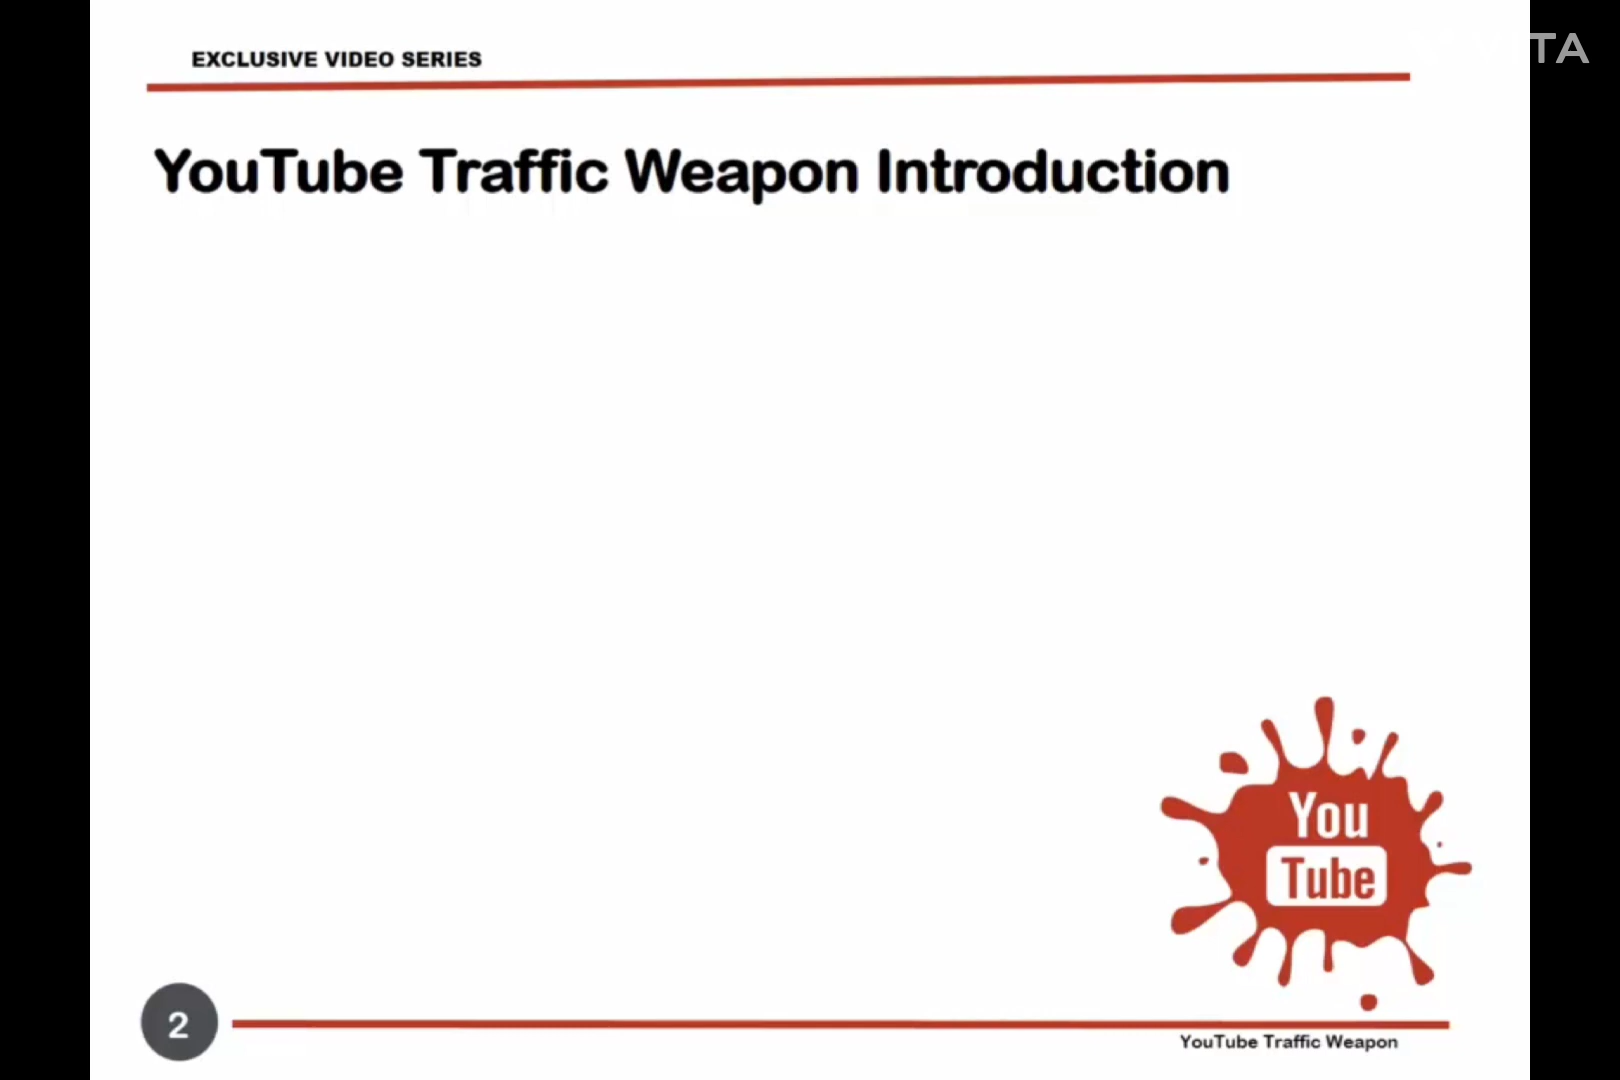 EXCLUSIVE VIDEO SERIES
YouTube Traffic Weapon Introduction
You
Tube
2
YouTube Traffic Weapon